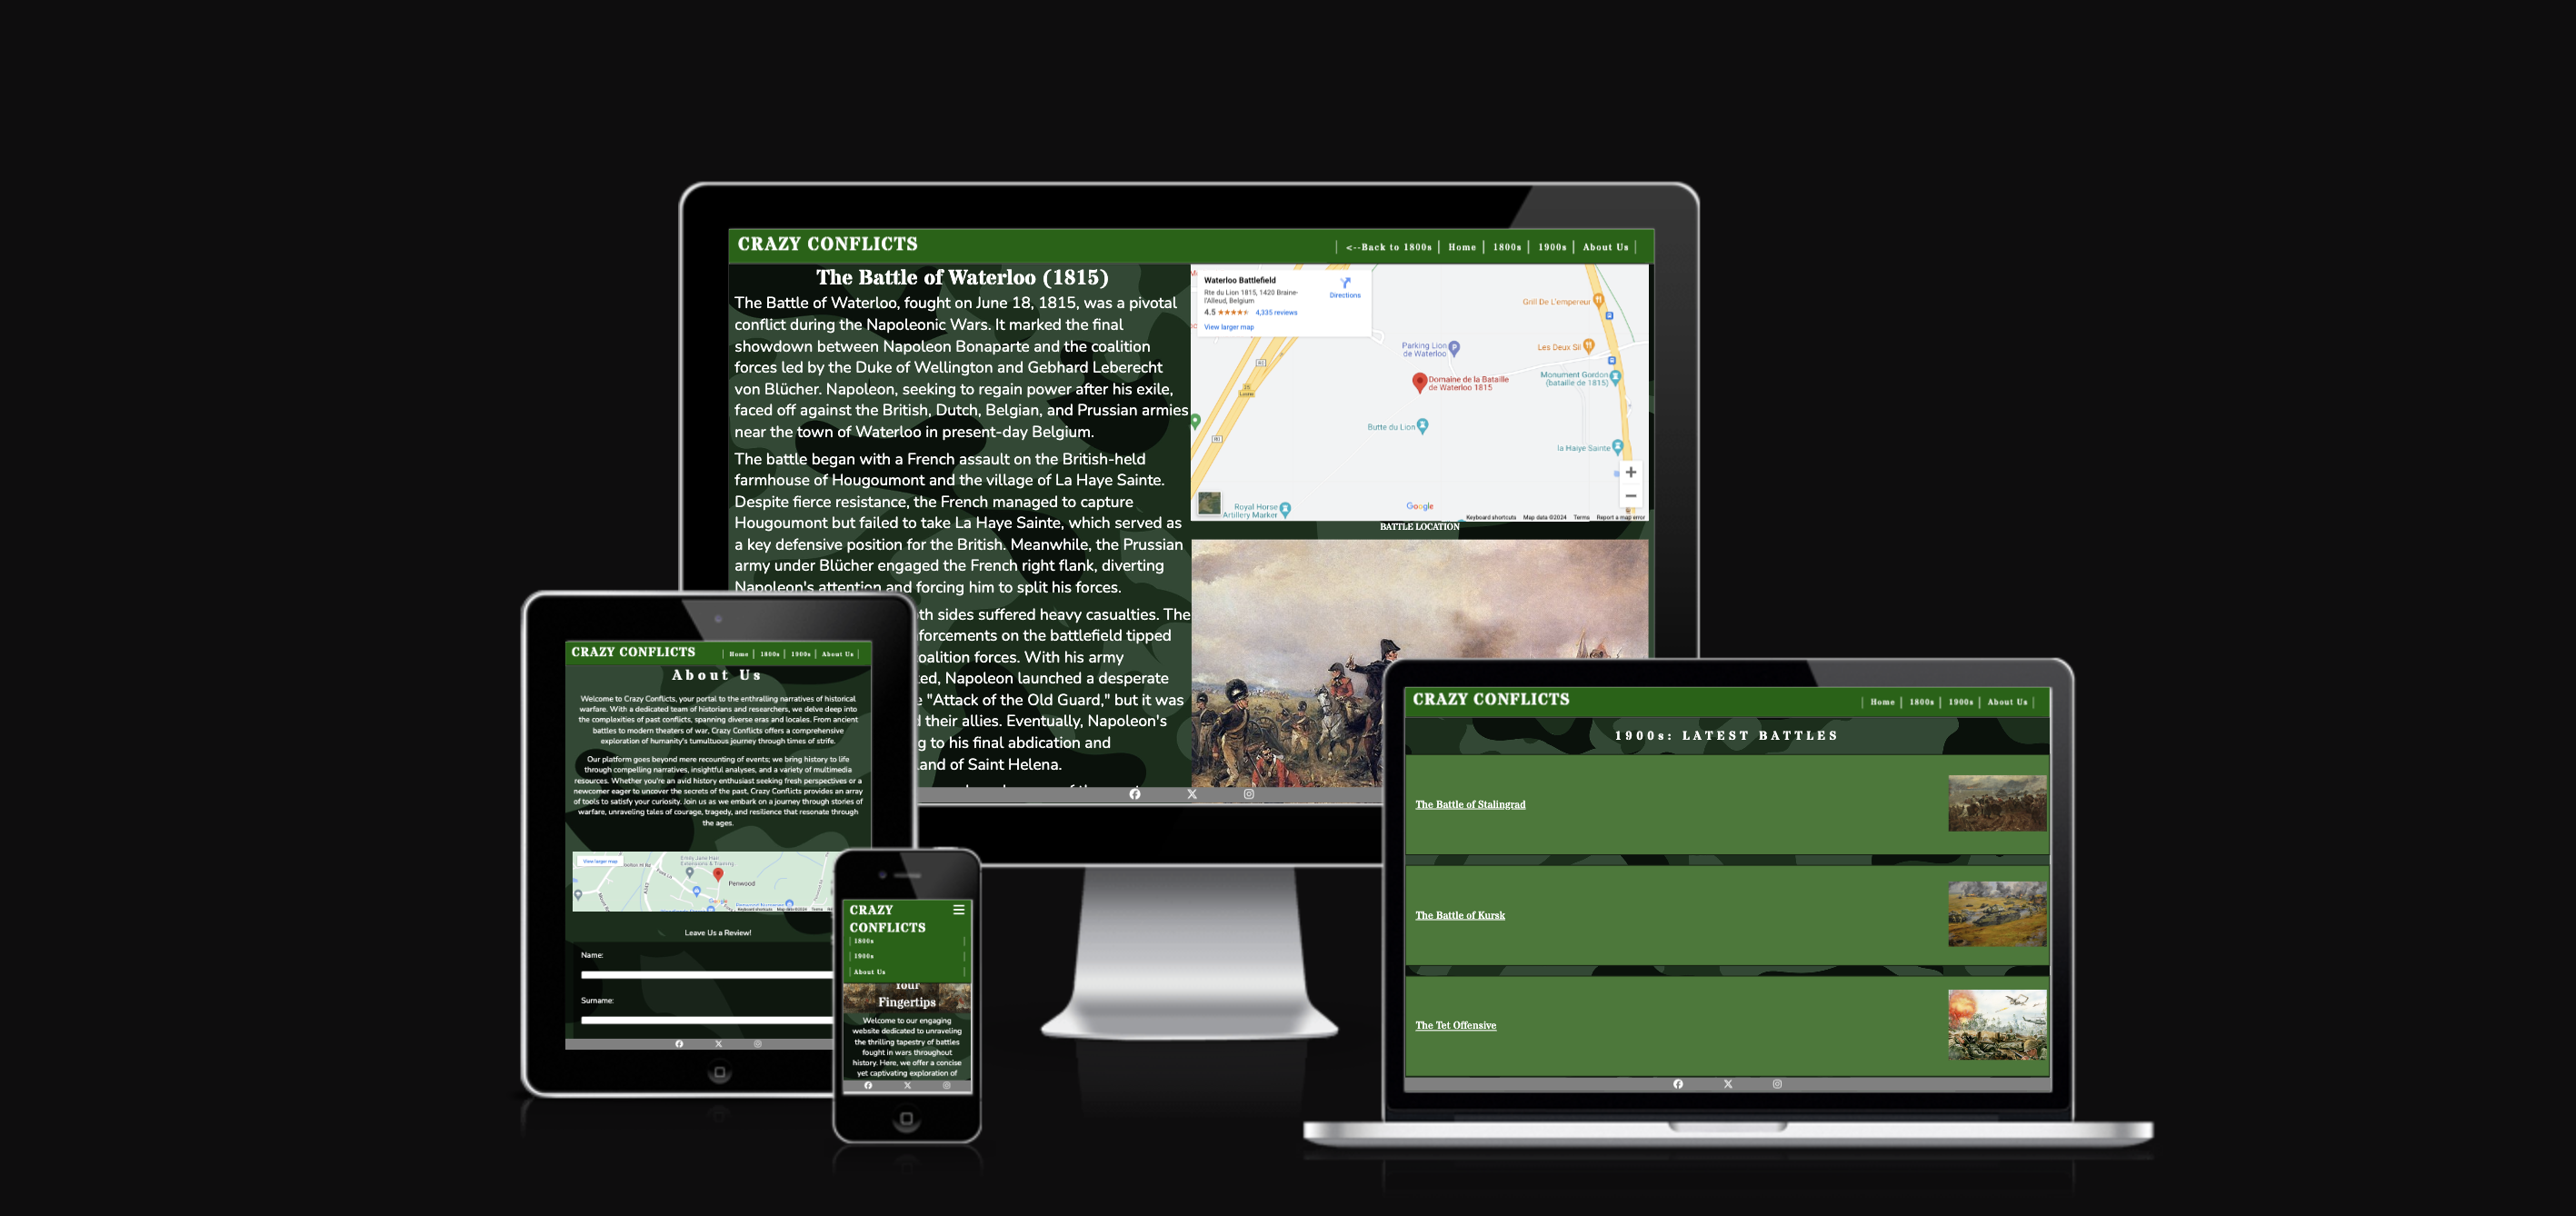 CRAZY CONFLICTS
<--Back to 1800s
Home
1800s
1900s
About Us
The Battle of Waterloo (1815)
The Battle of Waterloo, fought on June 18, 1815, was a pivotal
conflict during the Napoleonic Wars. It marked the final
showdown between Napoleon Bonaparte and the coalition
forces led by the Duke of Wellington and Gebhard Leberecht
von Blücher. Napoleon, seeking to regain power after his exile,
faced off against the British, Dutch, Belgian, and Prussian armies
near the town of Waterloo in present-day Belgium.
The battle began with a French assault on the British-held
farmhouse of Hougoumont and the village of La Haye Sainte.
Despite fierce resistance, the French managed to capture
Hougoumont but failed to take La Haye Sainte, which served as
a key defensive position for the British. Meanwhile, the Prussian
army under Blücher engaged the French right flank, diverting
Napoleon's attention and forcing him to split his forces.
oth sides suffered heavy casualties. The
forcements on the battlefield tipped
oalition forces. With his army
ted, Napoleon launched a desperate
e "Attack of the Old Guard," but it was
d their allies. Eventually, Napoleon's
g to his final abdication and
land of Saint Helena.
Waterloo Battlefield
Rte du Lion 1815, 1420 Braine-
l'Alleud, Belgium
4.5
4,335 reviews
View larger map
Directions
Grill De L'empereur
Parking Lion
de Waterloo
Les Deux Sil
Domaine de la Bataille
de Waterloo 1815
Monument Gordon
(bataille de 1815)
Butte du Lion
la Haiye Sainte
Royal Horse
Artillery Marker
Google
Keyboard shortcuts
Map data ©2024
Terms
Report a map error
BATTLE LOCATION
CRAZY CONFLICTS
Home
1800s
1900s
About Us
About Us
Welcome to Crazy Conflicts, your portal to the enthralling narratives of historical
warfare. With a dedicated team of historians and researchers, we delve deep into
the complexities of past conflicts, spanning diverse eras and locales. From ancient
battles to modern theaters of war, Crazy Conflicts offers a comprehensive
exploration of humanity's tumultuous journey through times of strife.
Our platform goes beyond mere recounting of events; we bring history to life
through compelling narratives, insightful analyses, and a variety of multimedia
resources. Whether you're an avid history enthusiast seeking fresh perspectives or a
newcomer eager to uncover the secrets of the past, Crazy Conflicts provides an array
of tools to satisfy your curiosity. Join us as we embark on a journey through stories of
warfare, unraveling tales of courage, tragedy, and resilience that resonate through
the ages.
View larger map
Emily Jane Hair
Extensions & Training
Penwood
Google
Keyboard shortcuts
Map data ©2024
Terms
Leave Us a Review!
Name:
Surname:
CRAZY
CONFLICTS
1800s
1900s
About Us
Your
Fingertips
Welcome to our engaging
website dedicated to unraveling
the thrilling tapestry of battles
fought in wars throughout
history. Here, we offer a concise
yet captivating exploration of
CRAZY CONFLICTS
Home
1800s
1900s
About Us
1900s: LATEST BATTLES
The Battle of Stalingrad
The Battle of Kursk
The Tet Offensive